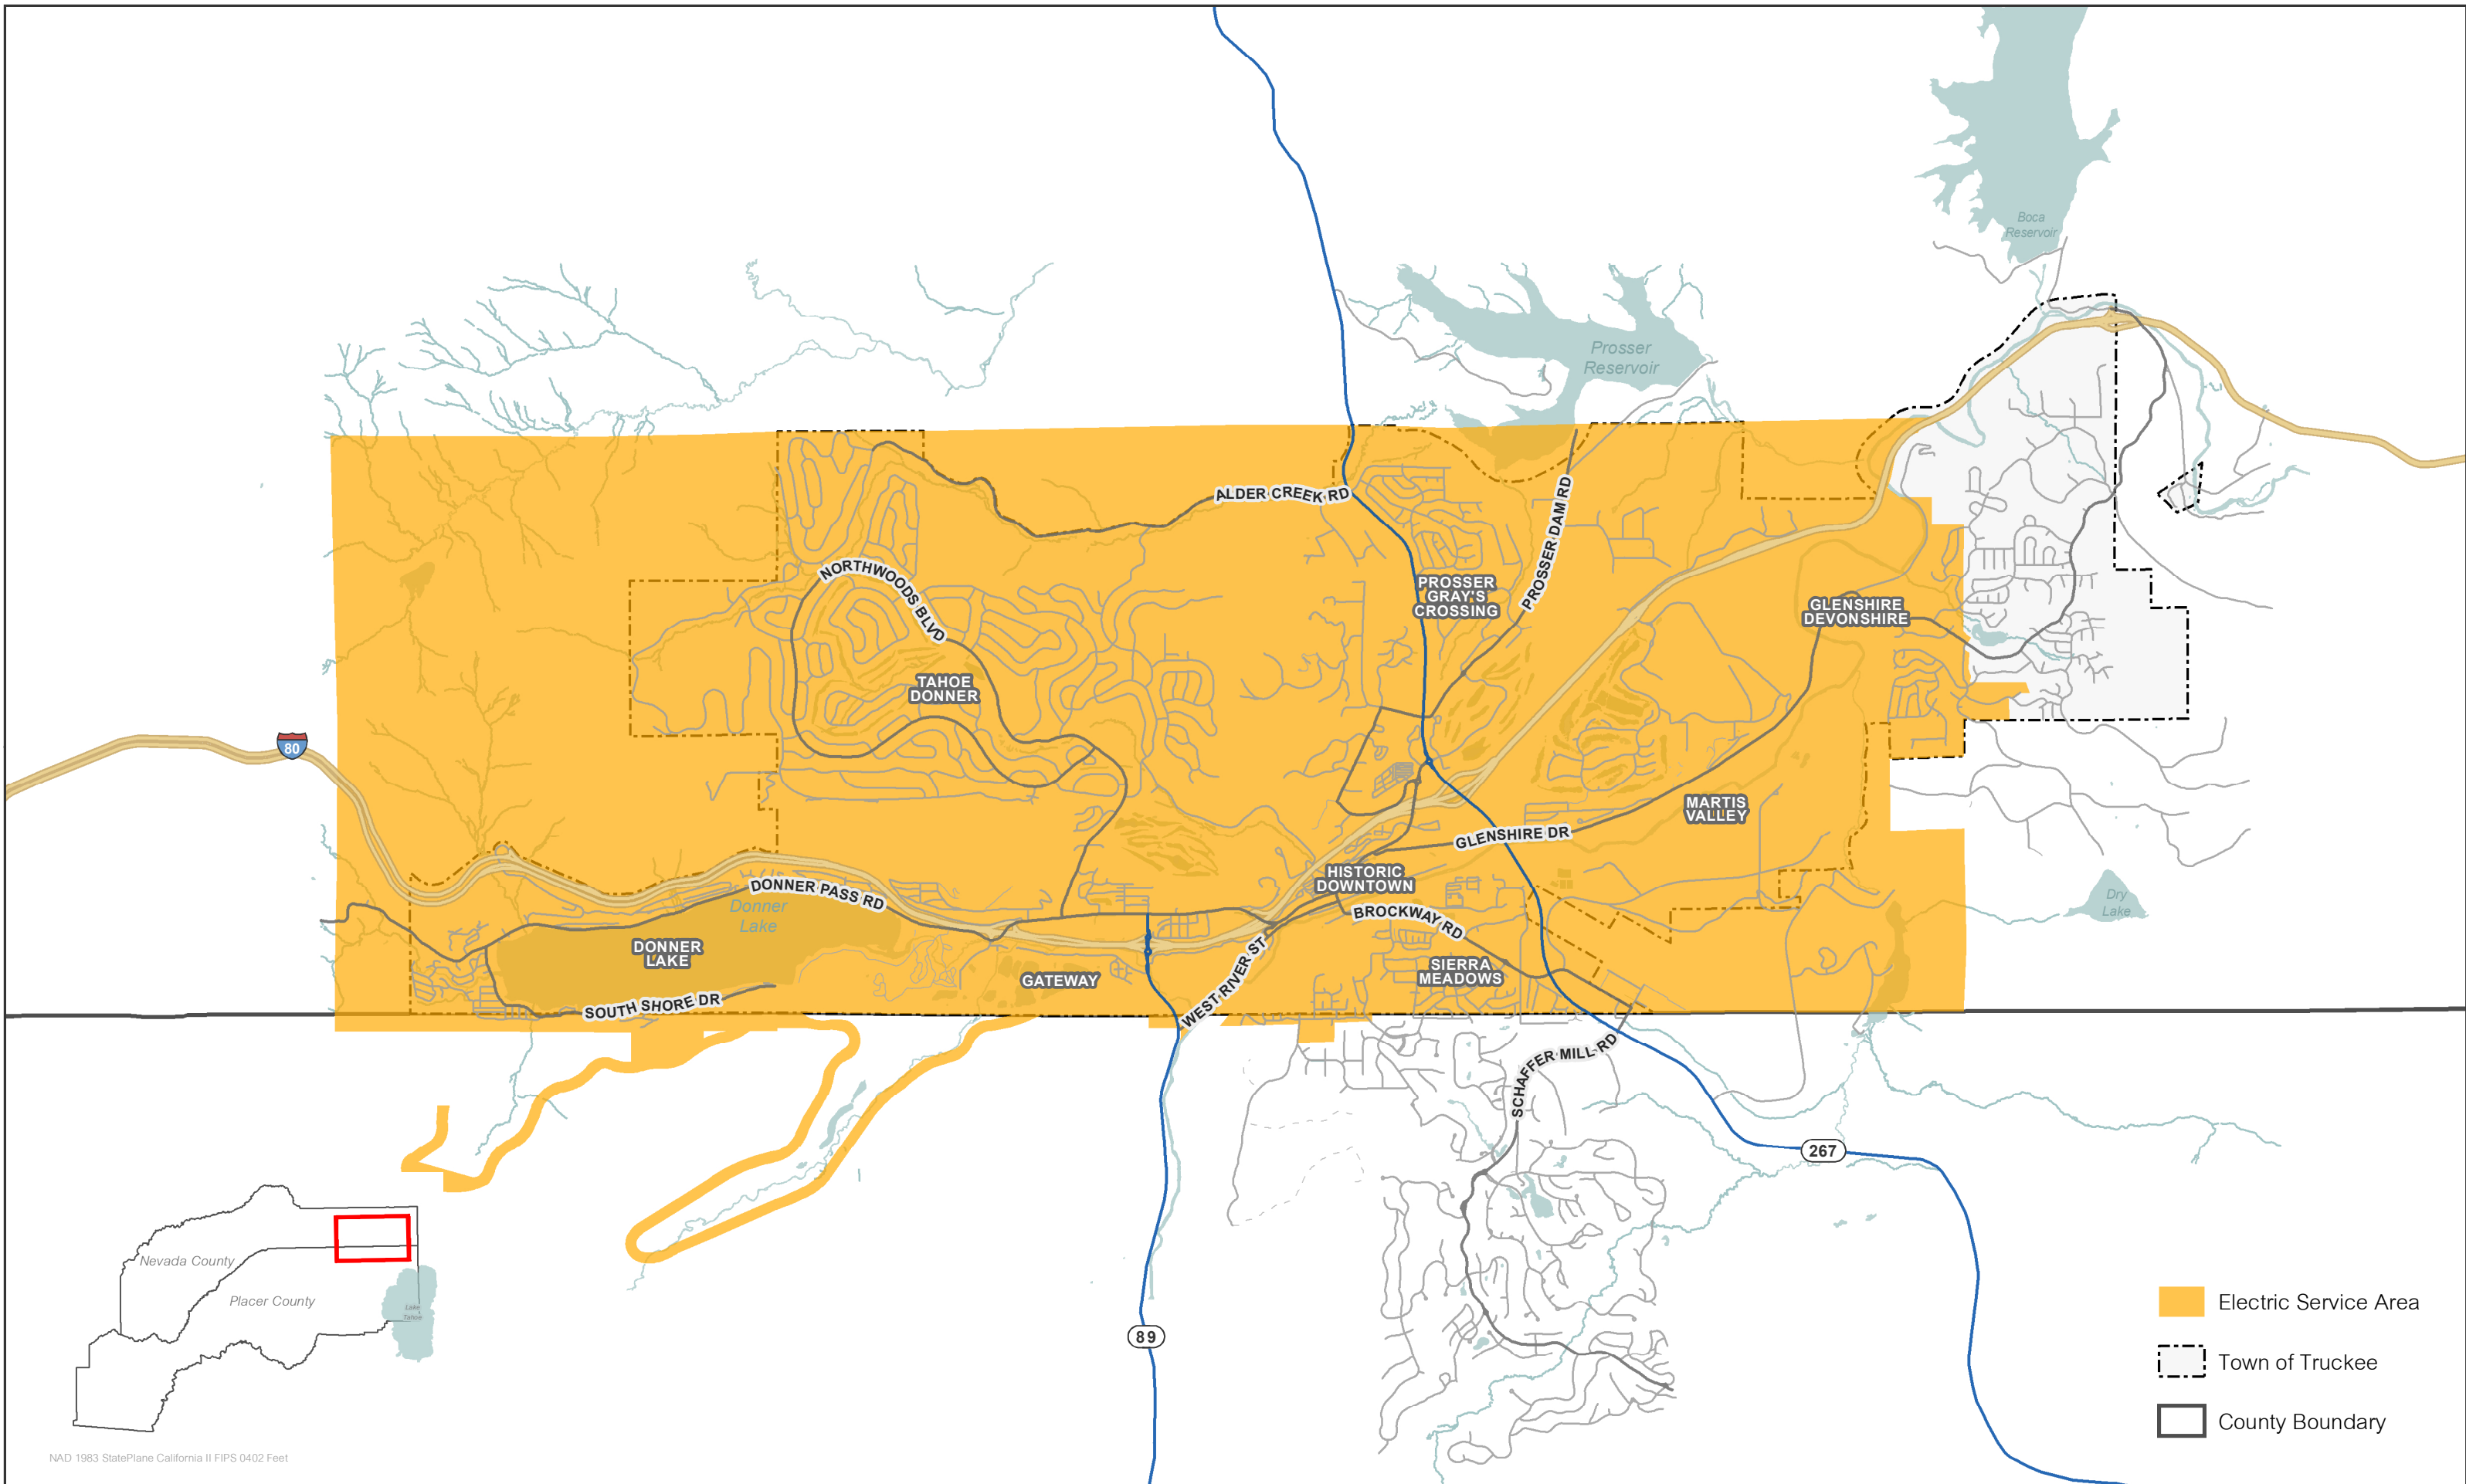 Boca
Reservoir
Prosser
Reservoir
ALDER CREEK RD
PROSSER DAM RD
NORTHWOODS BLVD
PROSSER
GRAY'S
CROSSING
GLENSHIRE
DEVONSHIRE
TAHOE
DONNER
80
MARTIS
VALLEY
GLENSHIRE DR
HISTORIC
DOWNTOWN
DONNER PASS RD
Donner
Lake
BROCKWAY RD
Dry
Lake
DONNER
LAKE
GATEWAY
SIERRA
MEADOWS
WEST RIVER ST
SOUTH SHORE DR
SCHAFFER MILL RD
267
89
Nevada County
Placer County
Lake
Tahoe
Electric Service Area
Town of Truckee
County Boundary
NAD 1983 StatePlane California II FIPS 0402 Feet